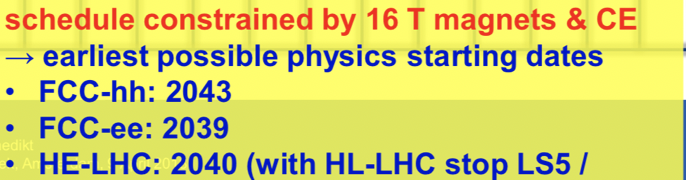 schedule constrained by 16 T magnets & CE
→ earliest possible physics starting dates
• FCC-hh: 2043
• FCC-ee: 2039
• HE-LHC: 2040 (with HL-LHC stop LS5 /